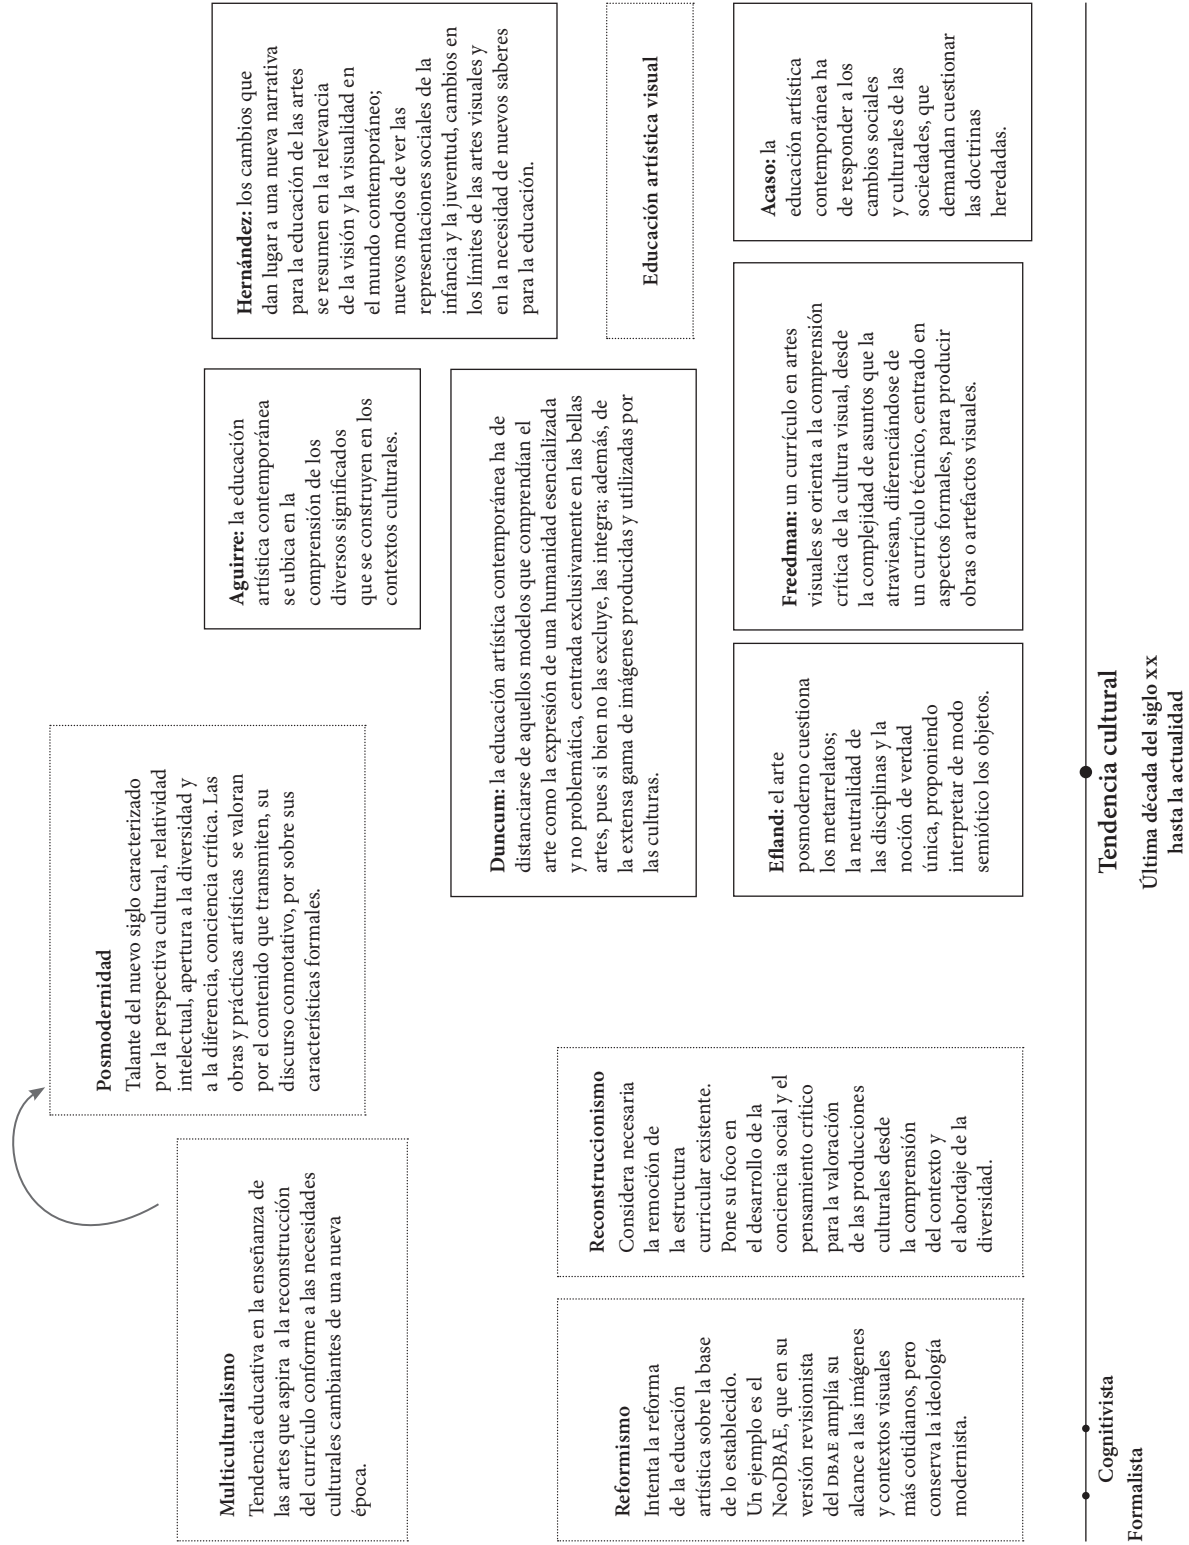 Multiculturalismo
Tendencia educativa en la enseñanza de
las artes que aspira a la reconstrucción
del currículo conforme a las necesidades
culturales cambiantes de una nueva
época.
Posmodernidad
Talante del nuevo siglo caracterizado
por la perspectiva cultural, relatividad
intelectual, apertura a la diversidad y
a la diferencia, conciencia crítica. Las
obras y prácticas artísticas se valoran
por el contenido que transmiten, su
discurso connotativo, por sobre sus
características formales.
Aguirre: la educación
artística contemporánea
se ubica en la
comprensión de los
diversos significados
que se construyen en los
contextos culturales.
Hernández: los cambios que
dan lugar a una nueva narrativa
para la educación de las artes
se resumen en la relevancia
de la visión y la visualidad en
el mundo contemporáneo;
nuevos modos de ver las
representaciones sociales de la
infancia y la juventud, cambios en
los límites de las artes visuales y
en la necesidad de nuevos saberes
para la educación.
Duncum: la educación artística contemporánea ha de
distanciarse de aquellos modelos que comprendían el
arte como la expresión de una humanidad esencializada
y no problemática, centrada exclusivamente en las bellas
artes, pues si bien no las excluye, las integra; además, de
la extensa gama de imágenes producidas y utilizadas por
las culturas.
Educación artística visual
Reformismo
Intenta la reforma
de la educación
artística sobre la base
de lo establecido.
Un ejemplo es el
NeoDBAE, que en su
versión revisionista
del DBAE amplía su
alcance a las imágenes
y contextos visuales
más cotidianos, pero
conserva la ideología
modernista.
Reconstruccionismo
Considera necesaria
la remoción de
la estructura
curricular existente.
Pone su foco en
el desarrollo de la
conciencia social y el
pensamiento crítico
para la valoración
de las producciones
culturales desde
la comprensión
del contexto y
el abordaje de la
diversidad.
Efland: el arte
posmoderno cuestiona
los metarrelatos;
la neutralidad de
las disciplinas y la
noción de verdad
única, proponiendo
interpretar de modo
semiótico los objetos.
Freedman: un currículo en artes
visuales se orienta a la comprensión
crítica de la cultura visual, desde
la complejidad de asuntos que la
atraviesan, diferenciándose de
un currículo técnico, centrado en
aspectos formales, para producir
obras o artefactos visuales.
Acaso: la
educación artística
contemporánea ha
de responder a los
cambios sociales
y culturales de las
sociedades, que
demandan cuestionar
las doctrinas
heredadas.
Formalista
Cognitivista
Tendencia cultural
Última década del siglo XX
hasta la actualidad